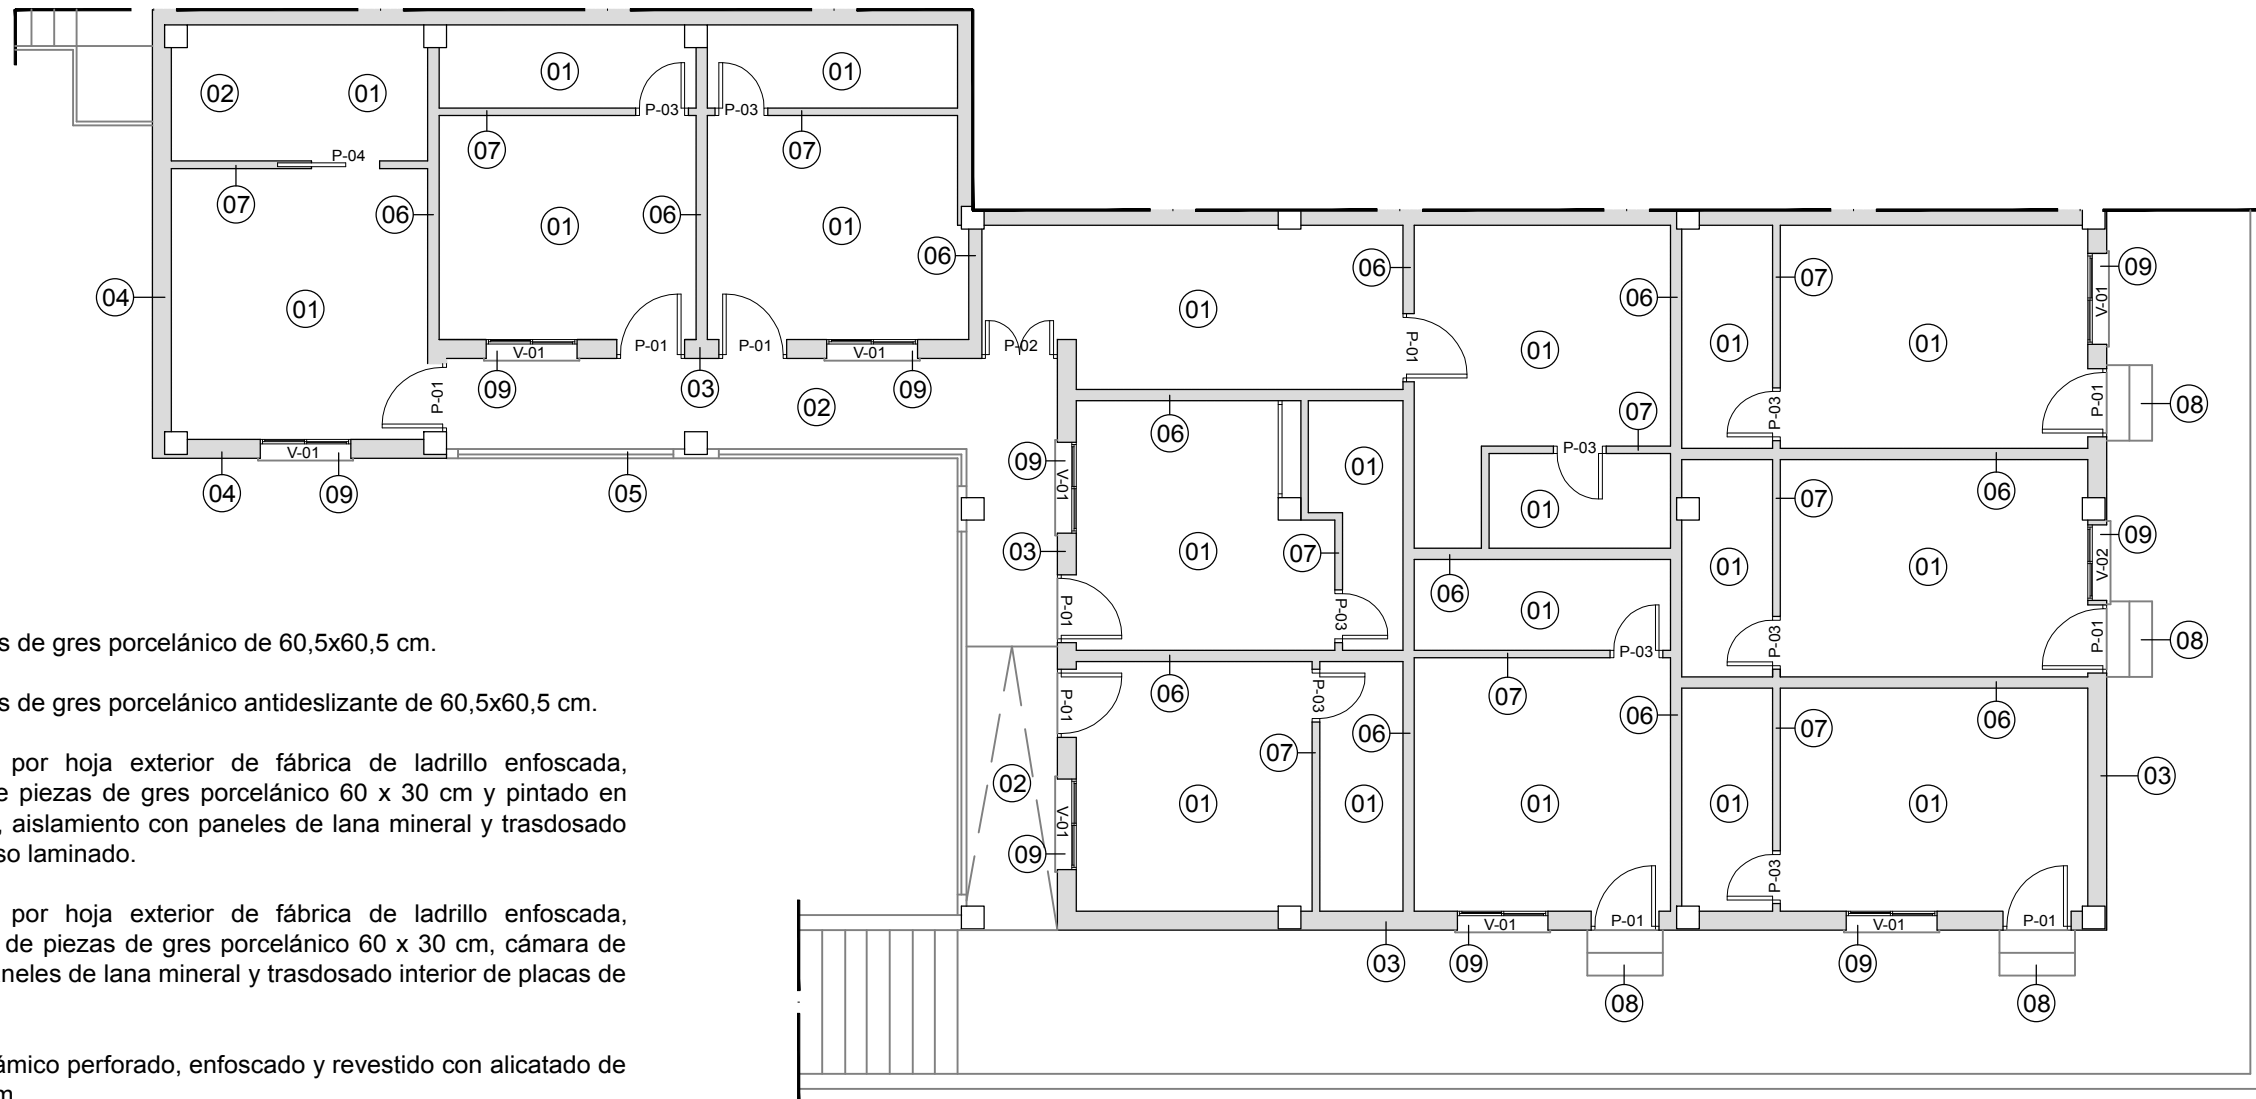 01
01
02
01
P-03
P-03
07
07
P-04
07
06
06
01
01
06
06
07
09
04
01
01
06
V-01
01
01
01
P-01
V-01
P-01
P-01
V-01
P-02
09
03
09
P-01
02
P-01
P-03
08
06
07
V-01
09
04
09
05
09
V-01
01
P-03
06
07
01
09
03
01
07
06
01
01
V-02
P-01
P-03
01
P-03
P-01
08
s de gres porcelánico de 60,5x60,5 cm.
P-03
P-01
06
P-03
07
06
06
07
s de gres porcelánico antideslizante de 60,5x60,5 cm.
07
06
por hoja exterior de fábrica de ladrillo enfoscada,
e piezas de gres porcelánico 60 x 30 cm y pintado en
, aislamiento con paneles de lana mineral y trasdosado
so laminado.
02
01
01
01
01
01
03
V-01
09
P-03
por hoja exterior de fábrica de ladrillo enfoscada,
de piezas de gres porcelánico 60 x 30 cm, cámara de
neles de lana mineral y trasdosado interior de placas de
V-01
P-01
V-01
P-01
03
09
09
08
08
ámico perforado, enfoscado y revestido con alicatado de